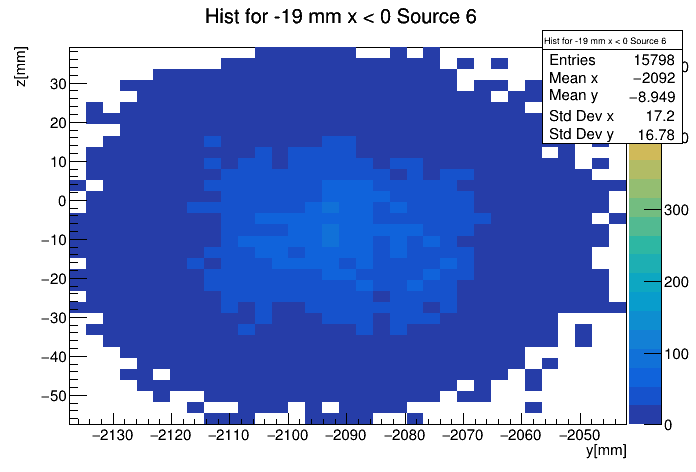 Hist for -19 mm x < 0 Source 6
z[mm]
Hist for -19 mm x < 0 Source 6
Entries 15798
Mean x −2092
Mean y −8.949
Std Dev x 17.2
Std Dev y 16.78
30
20
10
0
−10
−20
−30
−40
−50
0
0
300
200
100
0
−2130 −2120 −2110 −2100 −2090 −2080 −2070 −2060 −2050
y[mm]